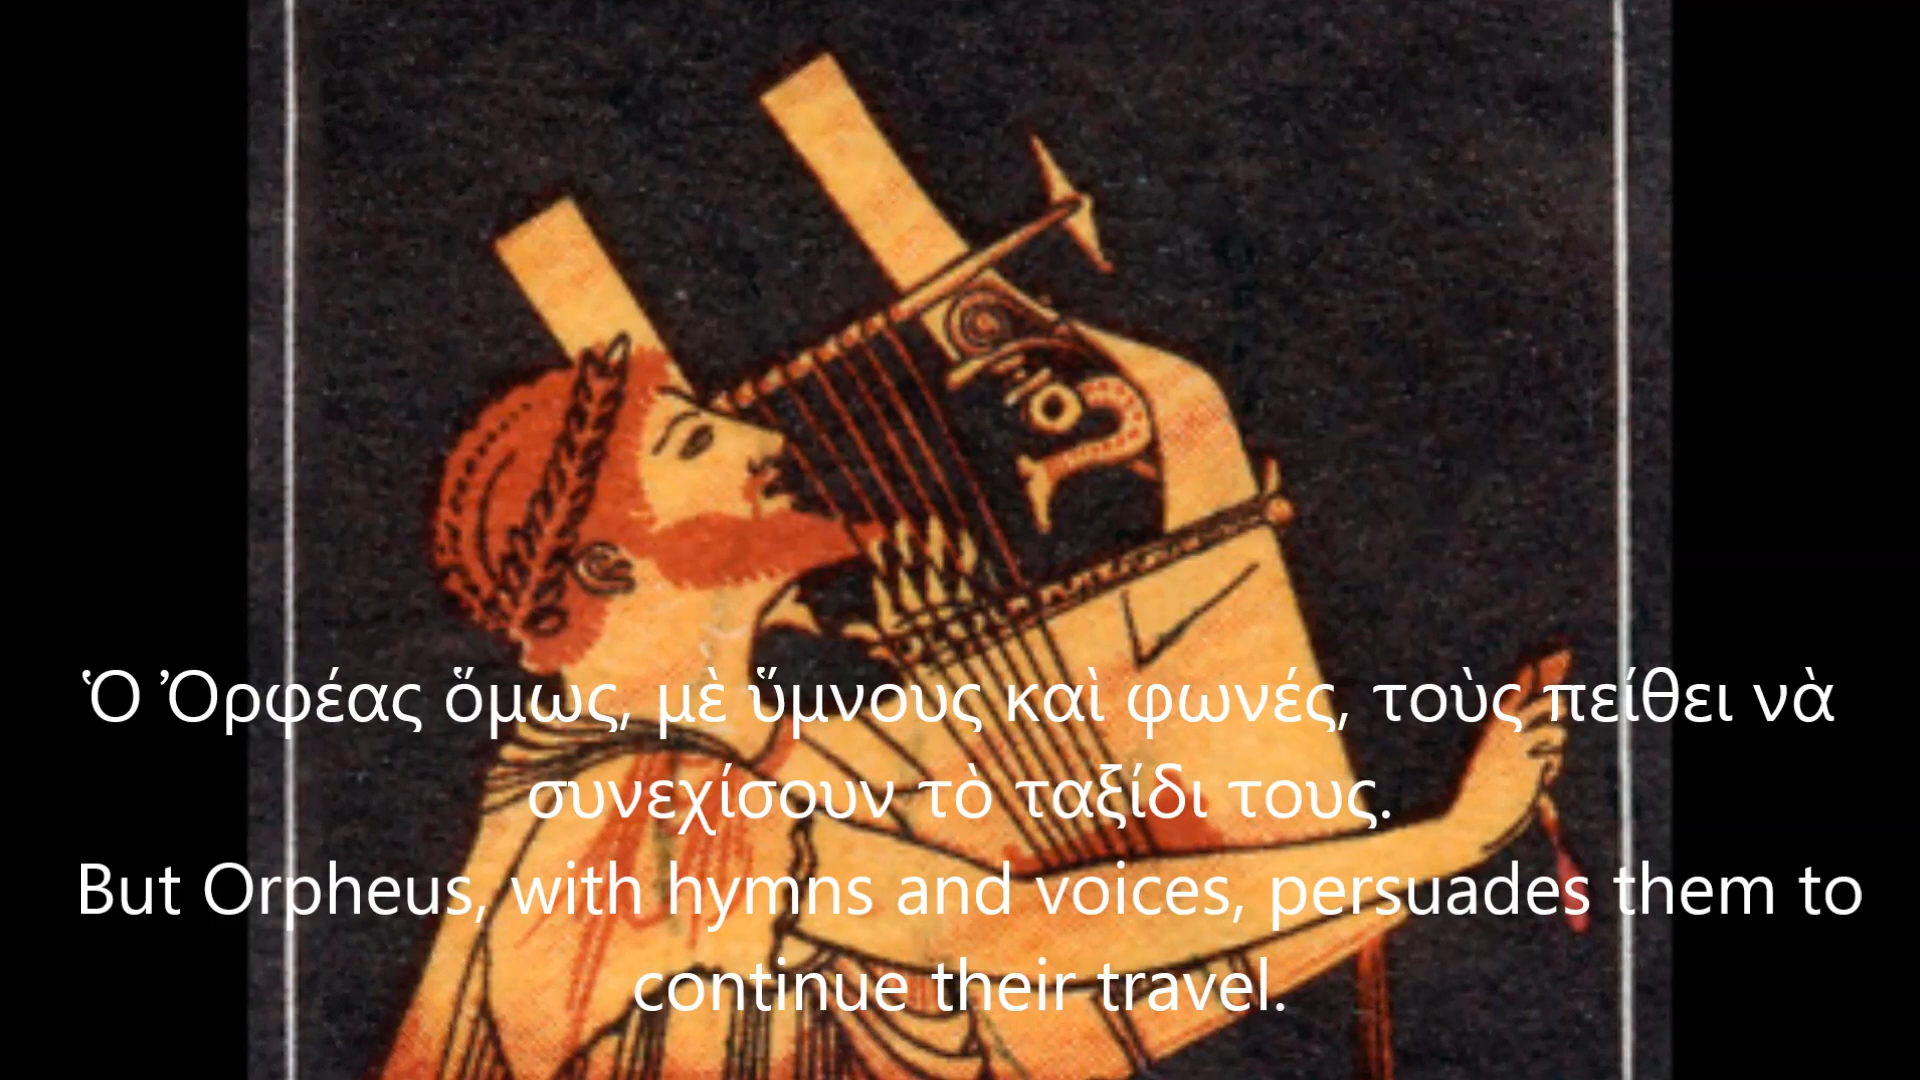 Ὁ Ὀρφέας ὅμως, μὲ ὕμνους καὶ φωνές, τοὺς πείθει νὰ
συνεχίσουν τὸ ταξίδι τους.
But Orpheus, with hymns and voices, persuades them to
continue their travel.